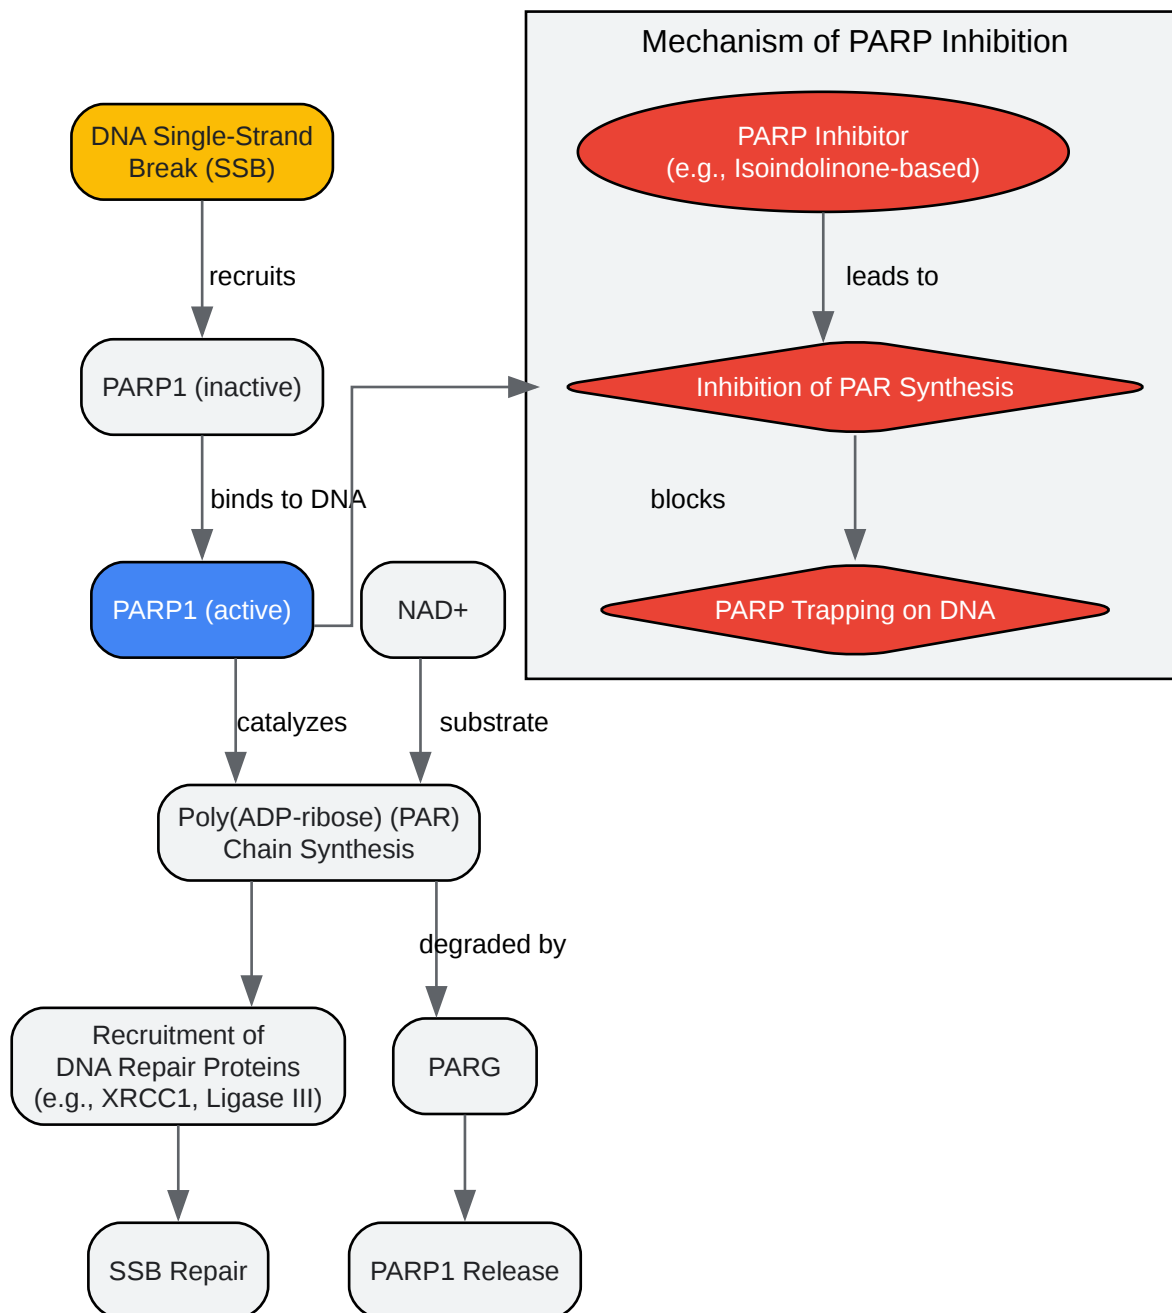 Mechanism of PARP Inhibition
DNA Single-Strand
Break (SSB)
PARP Inhibitor
(e.g., Isoindolinone-based)
recruits
leads to
PARP1 (inactive)
Inhibition of PAR Synthesis
binds to DNA
blocks
PARP1 (active)
NAD+
PARP Trapping on DNA
catalyzes
substrate
Poly(ADP-ribose) (PAR)
Chain Synthesis
degraded by
Recruitment of
DNA Repair Proteins
(e.g., XRCC1, Ligase III)
PARG
SSB Repair
PARP1 Release